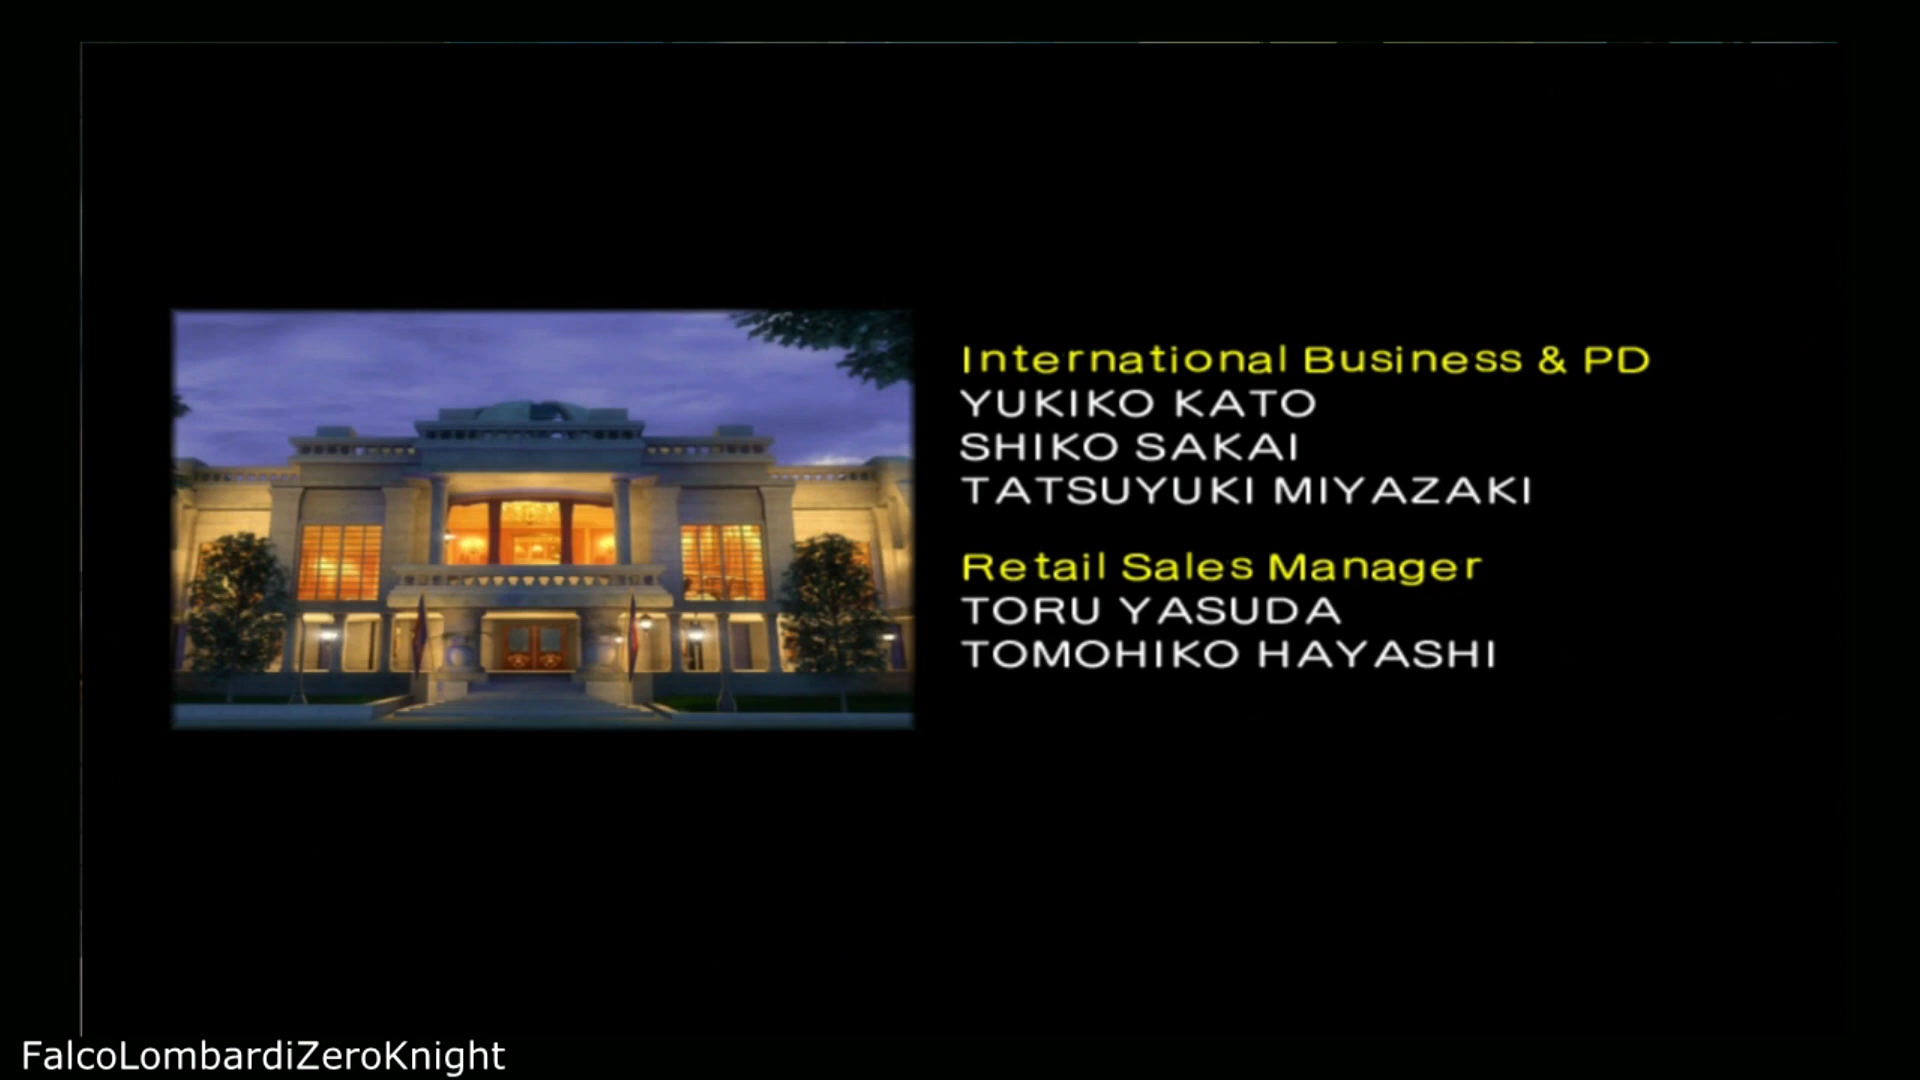 International Business & PD
YUKIKO KATO
SHIKO SAKAI
TATSUYUKI MIYAZAKI
Retail Sales Manager
TORU YASUDA
TOMOHIKO HAYASHI
FalcoLombardiZeroKnight